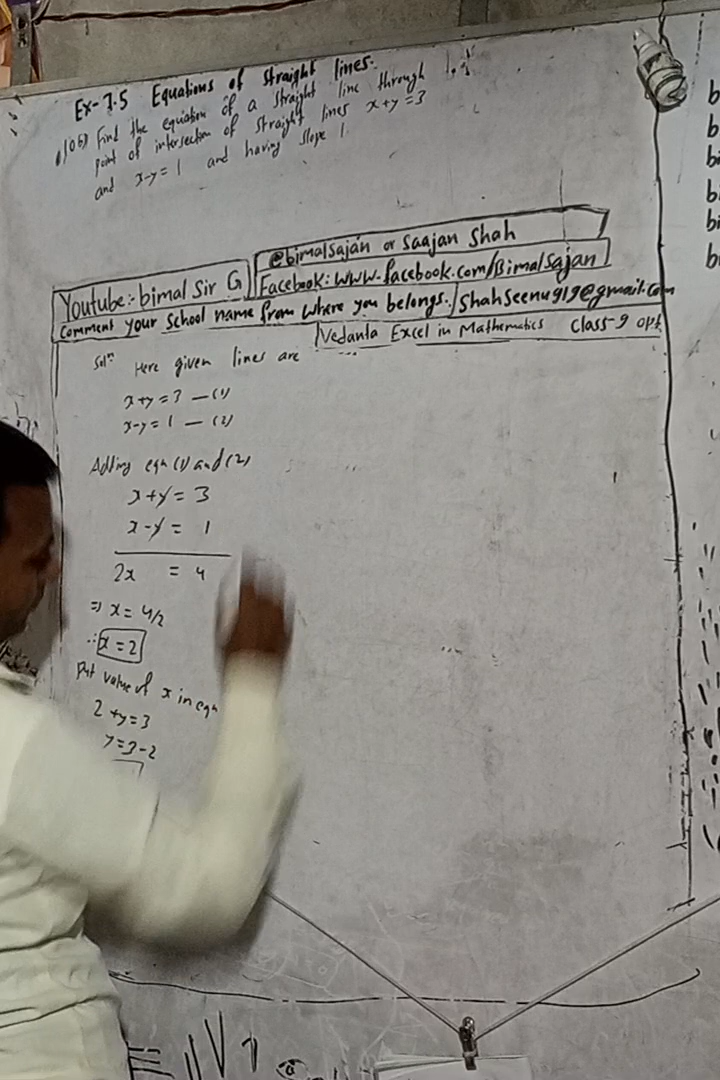 Ex-7.5 Equations of straight lines.
Find the equation of a straight line through
point of intersection of straight lines x+y=3
and x-y=1 and having slope 1.
@bimalsajan or Saajan Shah
Youtube:- bimal Sir G
Facebook: www.facebook.com/Bimalsajan
Comment your School name from where you belongs. shahseenu919@gmail.com
Vedanta Excel in Mathematics Class-9 opt
Solⁿ Here given lines are
x+y=3 —(1)
x-y=1 —(2)
Adding eqn (1) and (2)
x+y= 3
x-y= 1
2x = 4
⇒ x= 4/2
∴ x=2
Put value of x in eqn
2+y=3
y=3-2